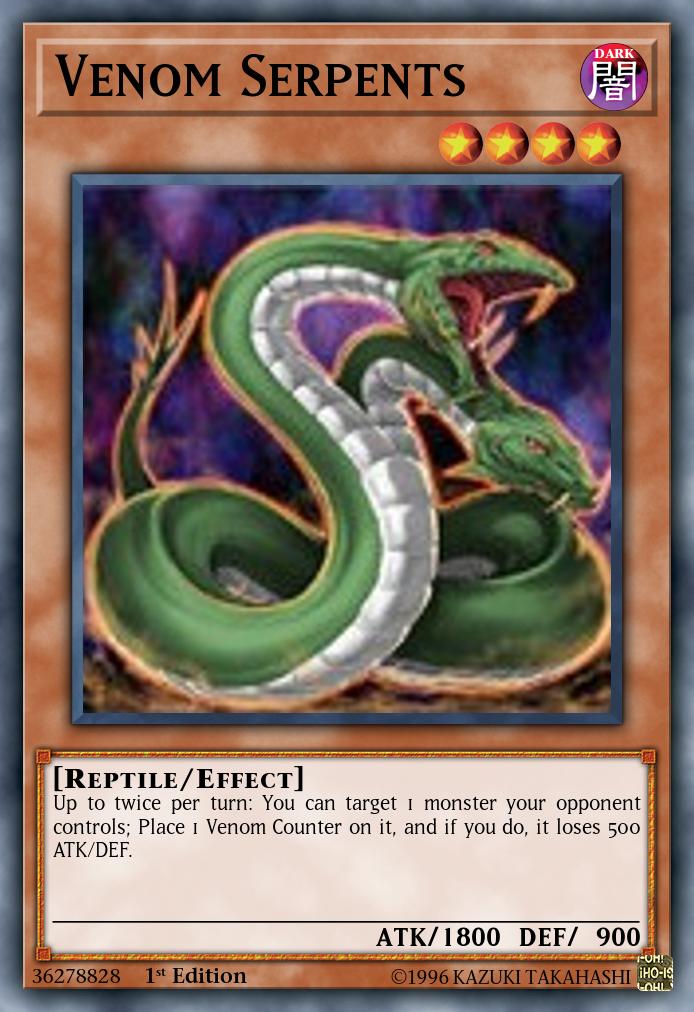 Venom Serpents
DARK
闇
[Reptile/Effect]
Up to twice per turn: You can target 1 monster your opponent
controls; Place 1 Venom Counter on it, and if you do, it loses 500
ATK/DEF.
ATK/1800 DEF/ 900
36278828 1st Edition ©1996 KAZUKI TAKAHASHI